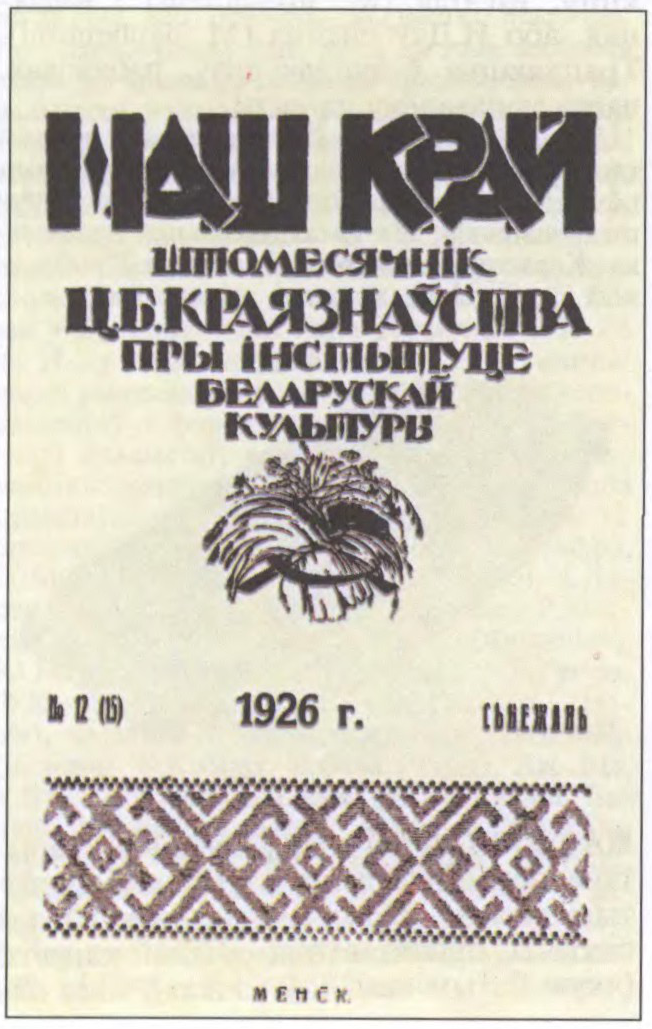 НАШ КРАЙ
ШТОМЕСЯЧНІК
Ц.Б.КРАЯЗНАЎСТВА
ПРЫ ІНСТЫТУЦЕ
БЕЛАРУСКАЙ
КУЛЬТУРЫ
№ 12 (15) 1926 г. СЬНЕЖАНЬ
МЕНСК.